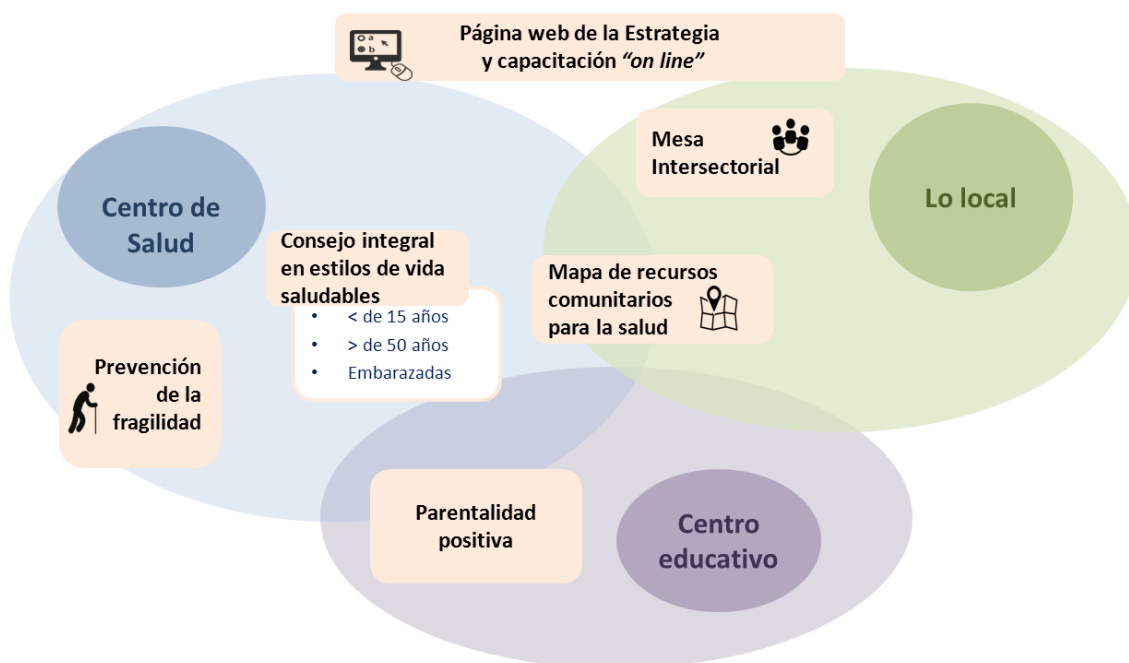 Página web de la Estrategia
y capacitación “on line”
Mesa
Intersectorial
Centro de
Salud
Lo local
Consejo integral
en estilos de vida
saludables
• < de 15 años
• > de 50 años
• Embarazadas
Mapa de recursos
comunitarios
para la salud
Prevención
de la
fragilidad
Parentalidad
positiva
Centro
educativo
a
b